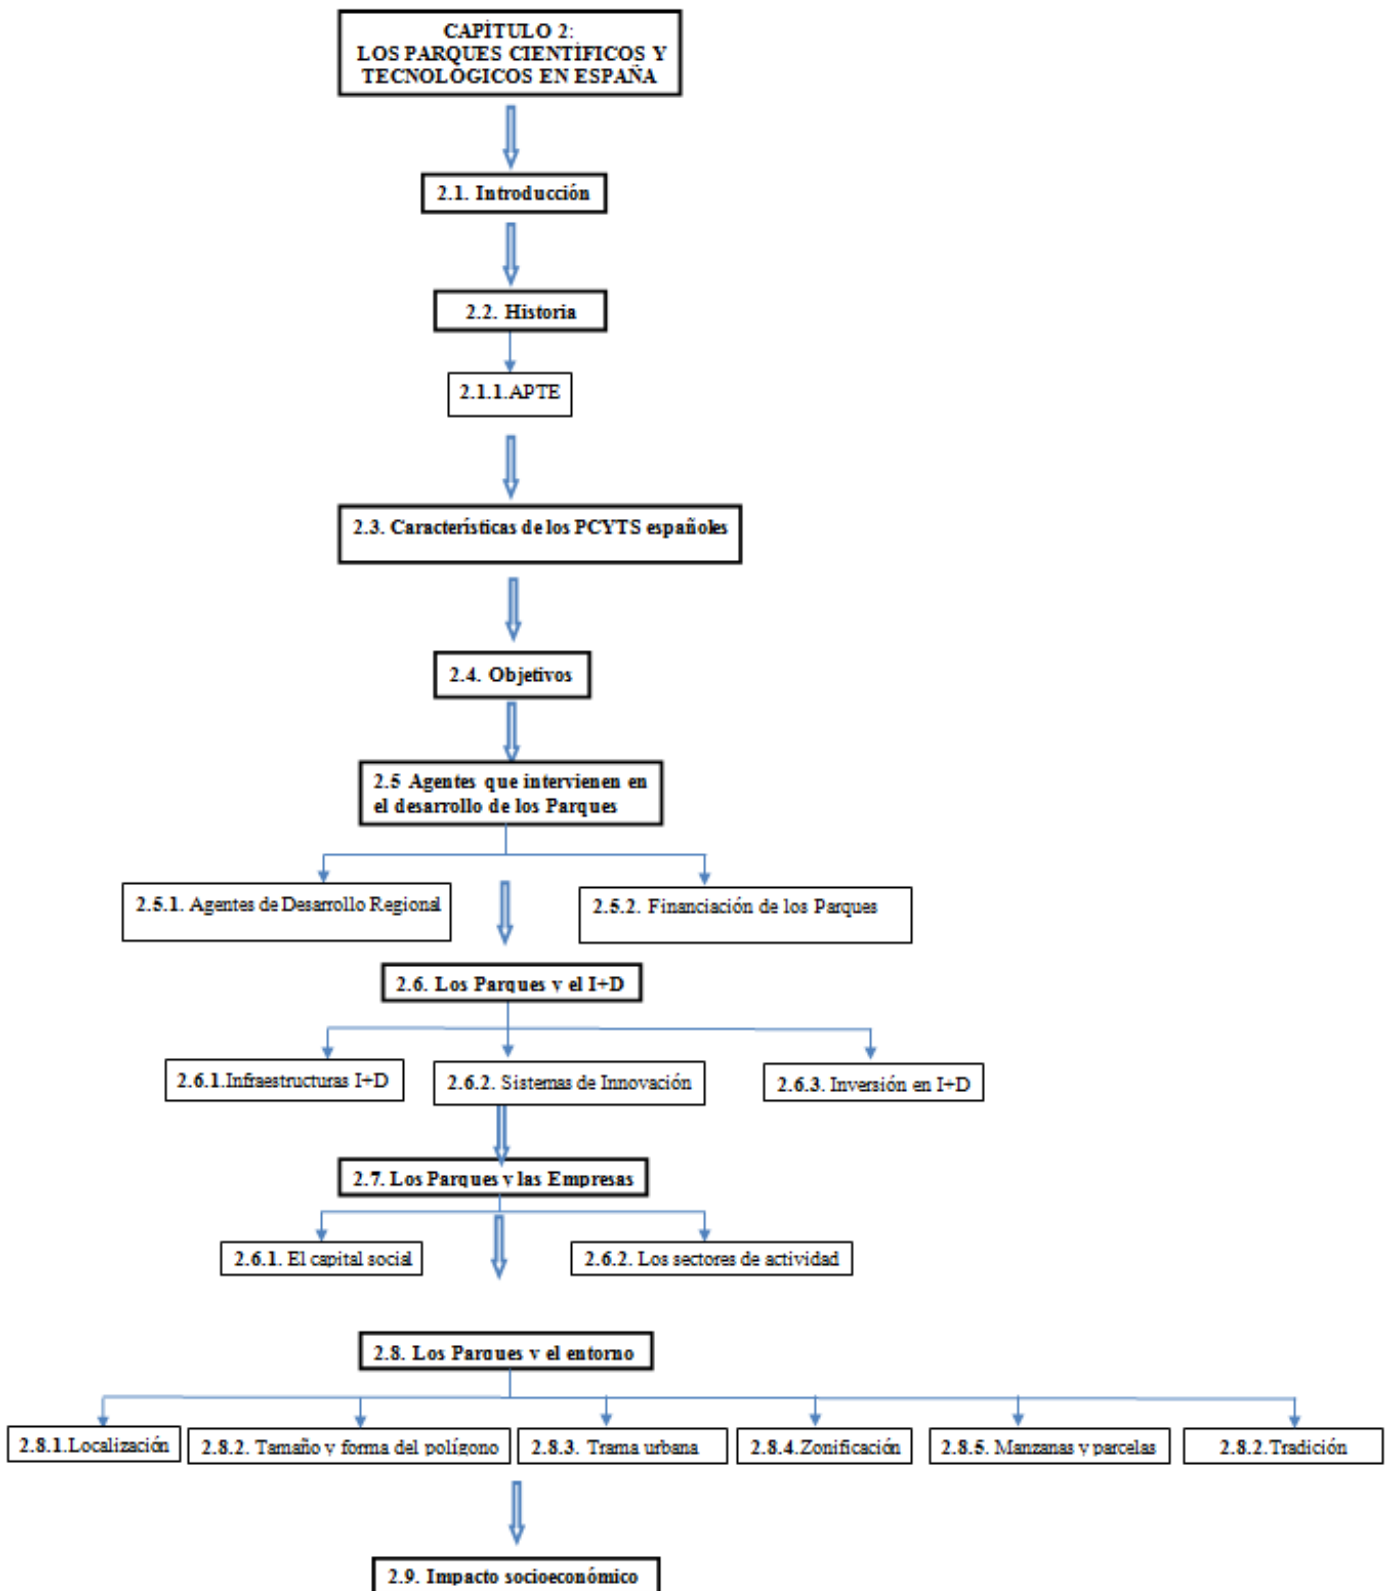 CAPÍTULO 2:
LOS PARQUES CIENTÍFICOS Y
TECNOLÓGICOS EN ESPAÑA
2.1. Introducción
2.2. Historia
2.1.1.APTE
2.3. Características de los PCYTS españoles
2.4. Objetivos
2.5 Agentes que intervienen en
el desarrollo de los Parques
2.5.1. Agentes de Desarrollo Regional
2.5.2. Financiación de los Parques
2.6. Los Parques y el I+D
2.6.1.Infraestructuras I+D
2.6.2. Sistemas de Innovación
2.6.3. Inversión en I+D
2.7. Los Parques y las Empresas
2.6.1. El capital social
2.6.2. Los sectores de actividad
2.8. Los Parques y el entorno
2.8.1.Localización
2.8.2. Tamaño y forma del polígono
2.8.3. Trama urbana
2.8.4.Zonificación
2.8.5. Manzanas y parcelas
2.8.2.Tradición
2.9. Impacto socioeconómico